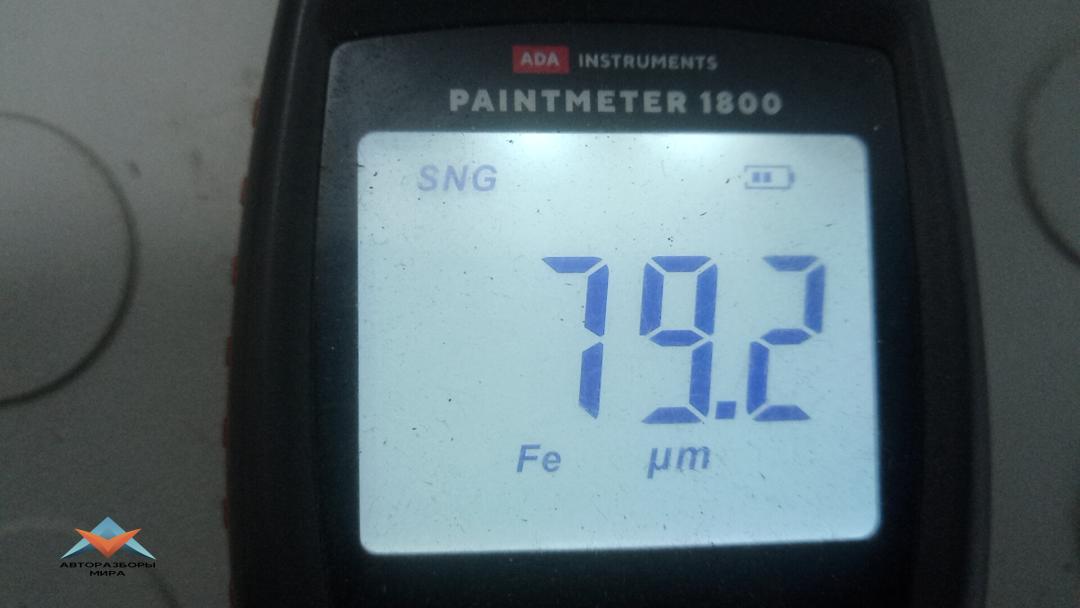 ADA INSTRUMENTS
PAINTMETER 1800
SNG
79.2
Fe µm
АВТОРАЗБОРЫ
МИРА